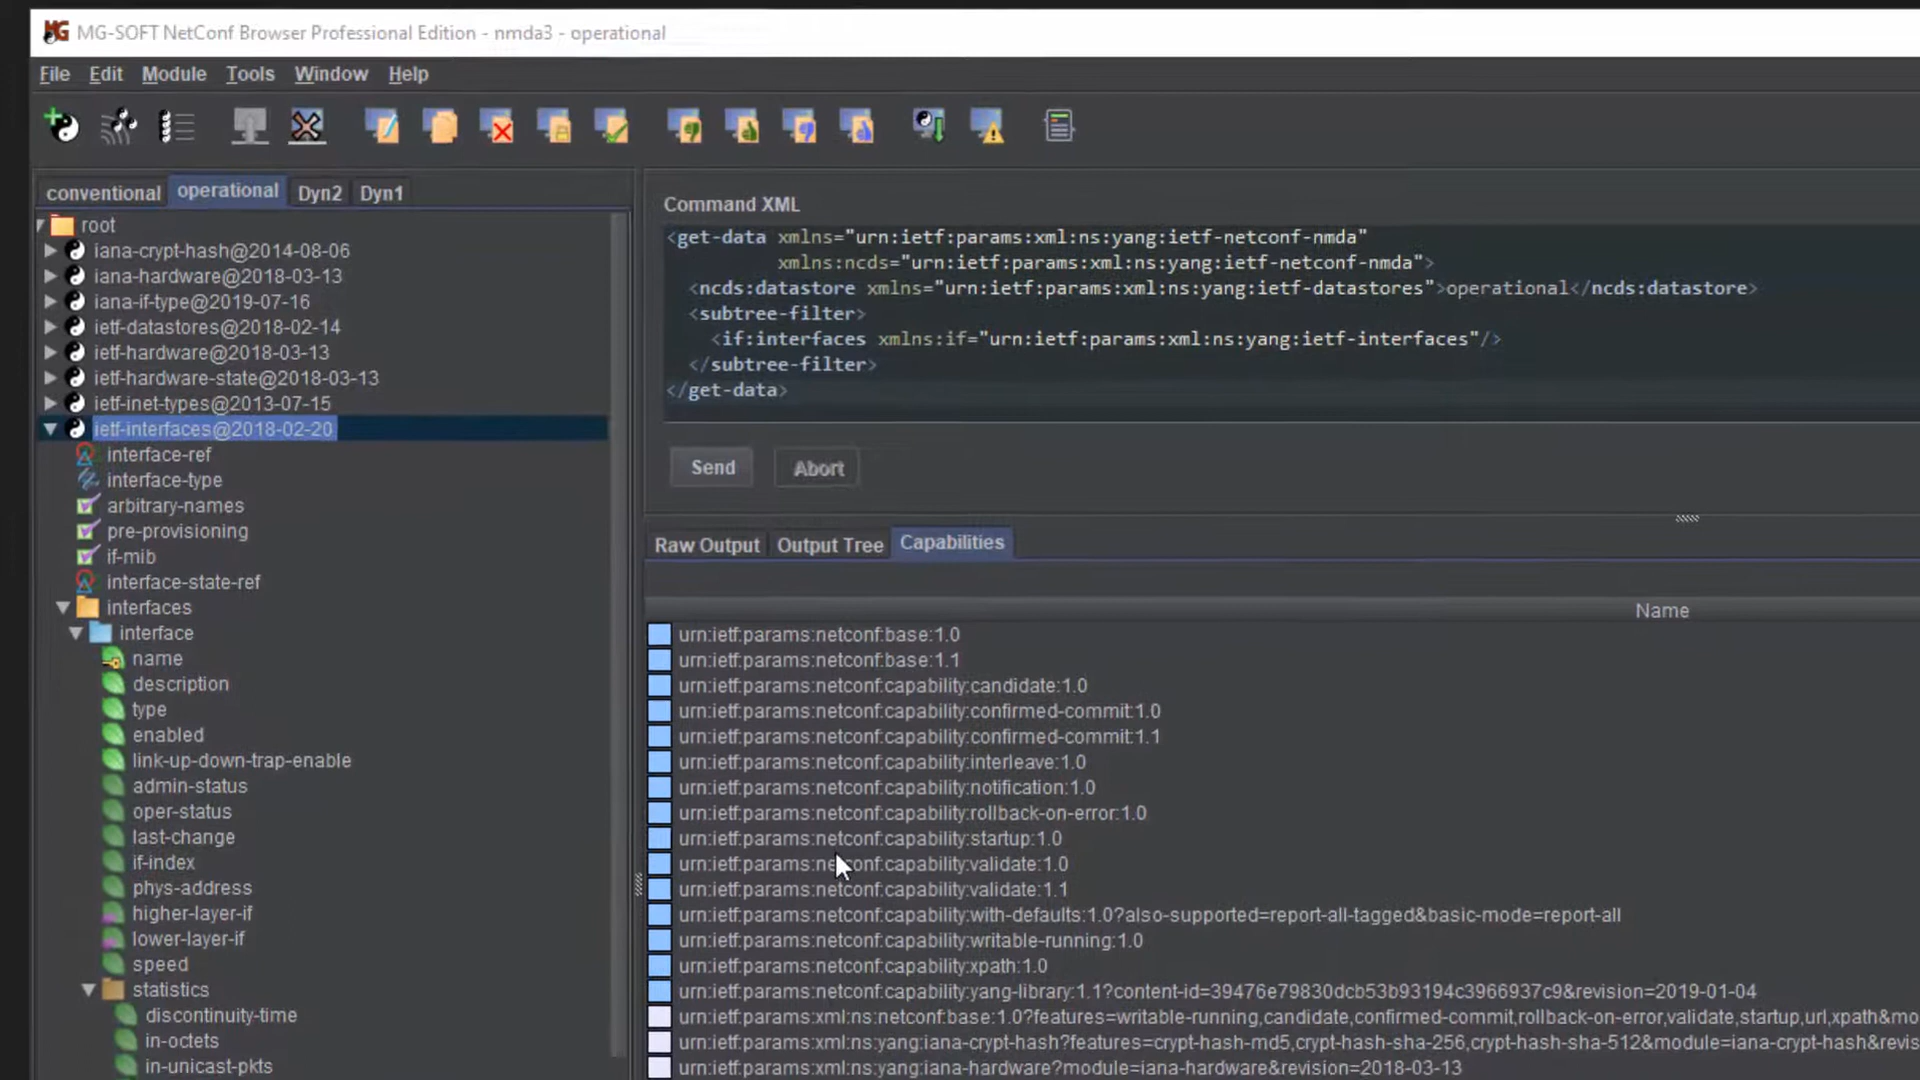 MG-SOFT NetConf Browser Professional Edition - nmda3 - operational
File Edit Module Tools Window Help
conventional operational Dyn2 Dyn1
root
iana-crypt-hash@2014-08-06
iana-hardware@2018-03-13
iana-if-type@2019-07-16
ietf-datastores@2018-02-14
ietf-hardware@2018-03-13
ietf-hardware-state@2018-03-13
ietf-inet-types@2013-07-15
ietf-interfaces@2018-02-20
interface-ref
interface-type
arbitrary-names
pre-provisioning
if-mib
interface-state-ref
interfaces
interface
name
description
type
enabled
link-up-down-trap-enable
admin-status
oper-status
last-change
if-index
phys-address
higher-layer-if
lower-layer-if
speed
statistics
discontinuity-time
in-octets
in-unicast-pkts
Command XML
<get-data xmlns="urn:ietf:params:xml:ns:yang:ietf-netconf-nmda"
xmlns:ncds="urn:ietf:params:xml:ns:yang:ietf-netconf-nmda">
<ncds:datastore xmlns="urn:ietf:params:xml:ns:yang:ietf-datastores">operational</ncds:datastore>
<subtree-filter>
<if:interfaces xmlns:if="urn:ietf:params:xml:ns:yang:ietf-interfaces"/>
</subtree-filter>
</get-data>
Send Abort
Raw Output Output Tree Capabilities
Name
urn:ietf:params:netconf:base:1.0
urn:ietf:params:netconf:base:1.1
urn:ietf:params:netconf:capability:candidate:1.0
urn:ietf:params:netconf:capability:confirmed-commit:1.0
urn:ietf:params:netconf:capability:confirmed-commit:1.1
urn:ietf:params:netconf:capability:interleave:1.0
urn:ietf:params:netconf:capability:notification:1.0
urn:ietf:params:netconf:capability:rollback-on-error:1.0
urn:ietf:params:netconf:capability:startup:1.0
urn:ietf:params:netconf:capability:validate:1.0
urn:ietf:params:netconf:capability:validate:1.1
urn:ietf:params:netconf:capability:with-defaults:1.0?also-supported=report-all-tagged&basic-mode=report-all
urn:ietf:params:netconf:capability:writable-running:1.0
urn:ietf:params:netconf:capability:xpath:1.0
urn:ietf:params:netconf:capability:yang-library:1.1?content-id=39476e79830dcb53b93194c3966937c9&revision=2019-01-04
urn:ietf:params:xml:ns:netconf:base:1.0?features=writable-running,candidate,confirmed-commit,rollback-on-error,validate,startup,url,xpath&mo
urn:ietf:params:xml:ns:yang:iana-crypt-hash?features=crypt-hash-md5,crypt-hash-sha-256,crypt-hash-sha-512&module=iana-crypt-hash&revis
urn:ietf:params:xml:ns:yang:iana-hardware?module=iana-hardware&revision=2018-03-13